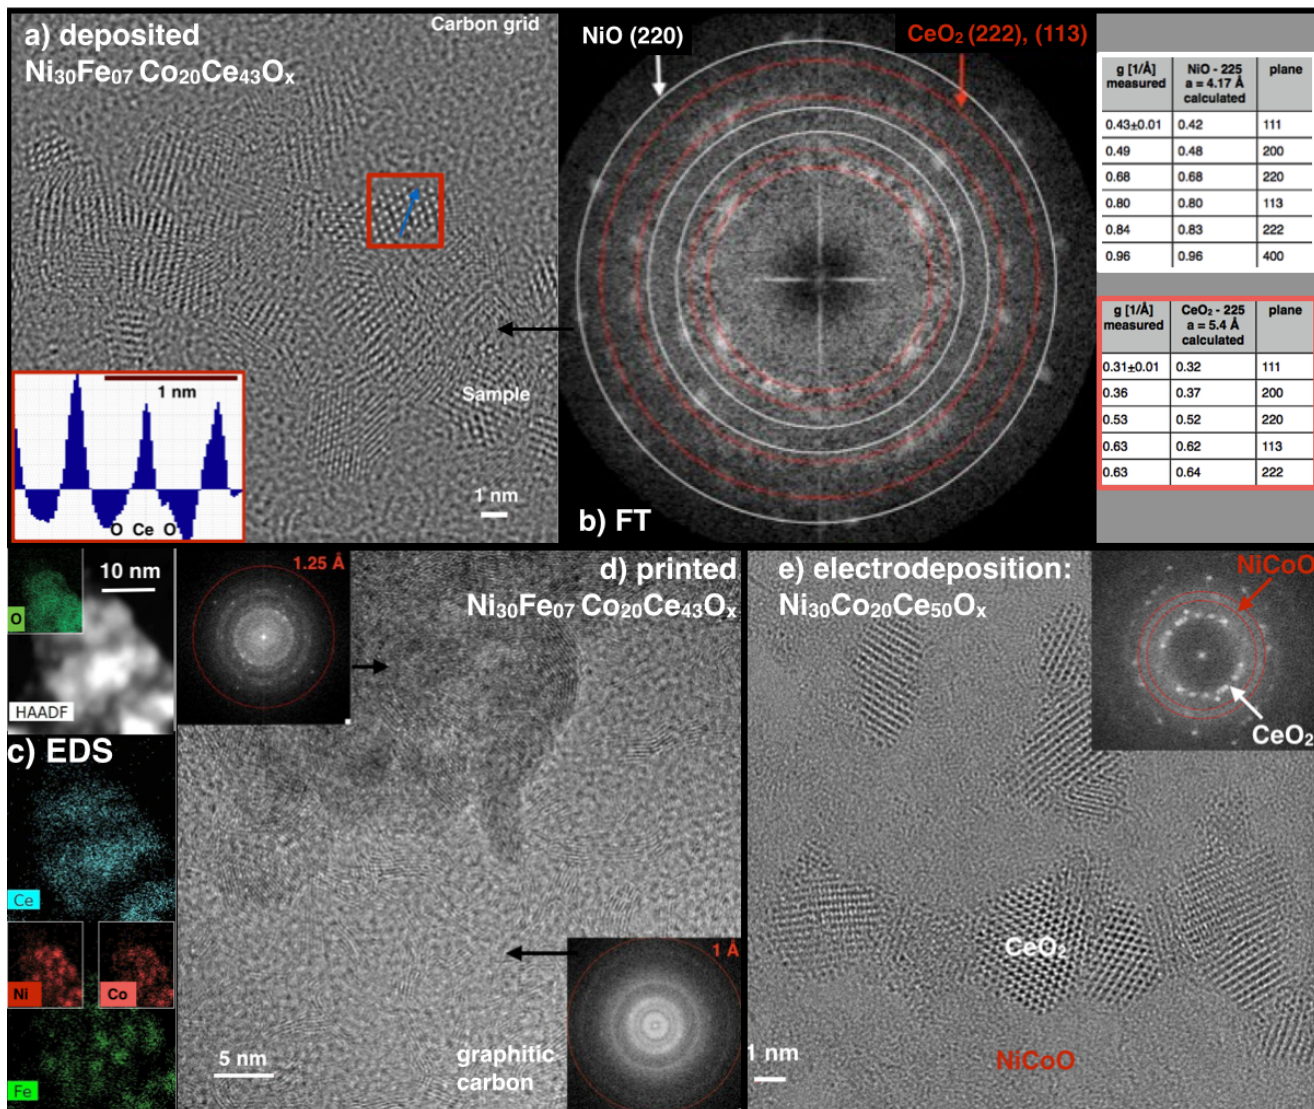 a) deposited
Ni30Fe07 Co20Ce43Ox
Carbon grid
Sample
1 nm
1 nm
O Ce O
NiO (220)
CeO2 (222), (113)
b) FT
g [1/Å] measured NiO - 225 a = 4.17 Å calculated plane
0.43±0.01 0.42 111
0.49 0.48 200
0.68 0.68 220
0.80 0.80 113
0.84 0.83 222
0.96 0.96 400
g [1/Å] measured CeO2 - 225 a = 5.4 Å calculated plane
0.31±0.01 0.32 111
0.36 0.37 200
0.53 0.52 220
0.63 0.62 113
0.63 0.64 222
10 nm
O
HAADF
c) EDS
Ce
Ni
Co
Fe
1.25 Å
d) printed
Ni30Fe07 Co20Ce43Ox
5 nm
graphitic
carbon
1 Å
e) electrodeposition:
Ni30Co20Ce50Ox
NiCoO
CeO2
CeO2
NiCoO
1 nm